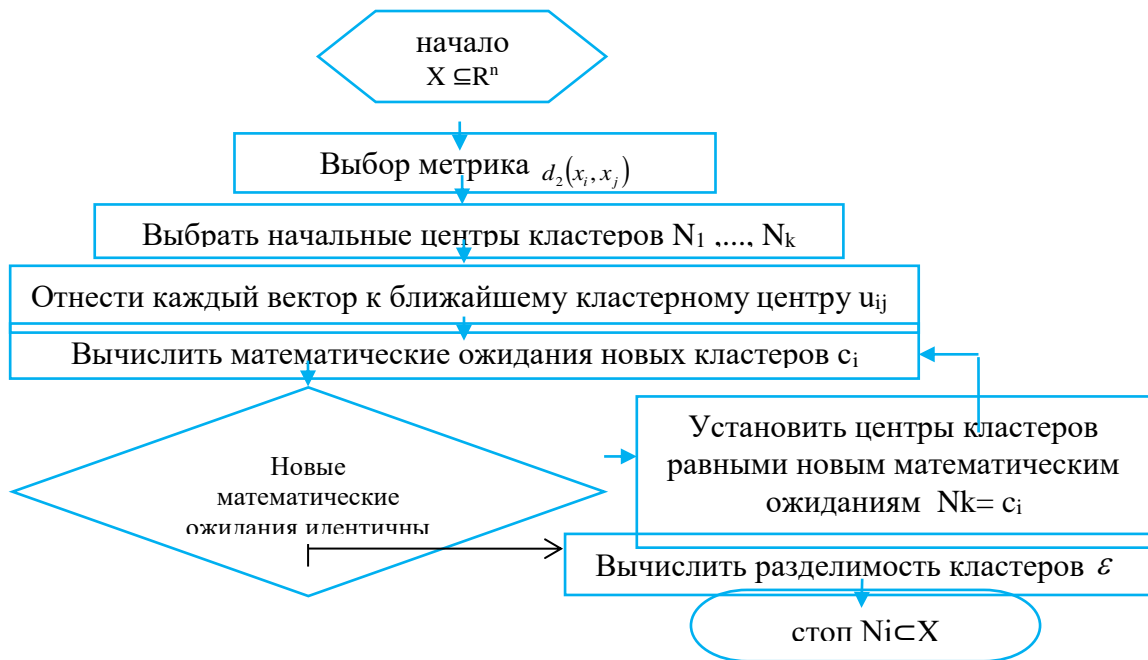 начало
X ⊆Rⁿ
Выбор метрика d₂(xᵢ, xⱼ)
Выбрать начальные центры кластеров N₁ ,..., Nₖ
Отнести каждый вектор к ближайшему кластерному центру uᵢⱼ
Вычислить математические ожидания новых кластеров cᵢ
Новые
математические
ожидания идентичны
Установить центры кластеров
равными новым математическим
ожиданиям Nk= cᵢ
Вычислить разделимость кластеров ε
стоп Ni⊂X